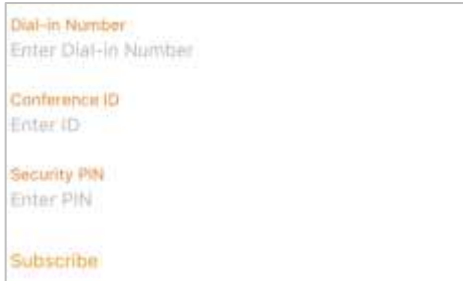 Dial-in Number
Enter Dial-in Number
Conference ID
Enter ID
Security PIN
Enter PIN
Subscribe